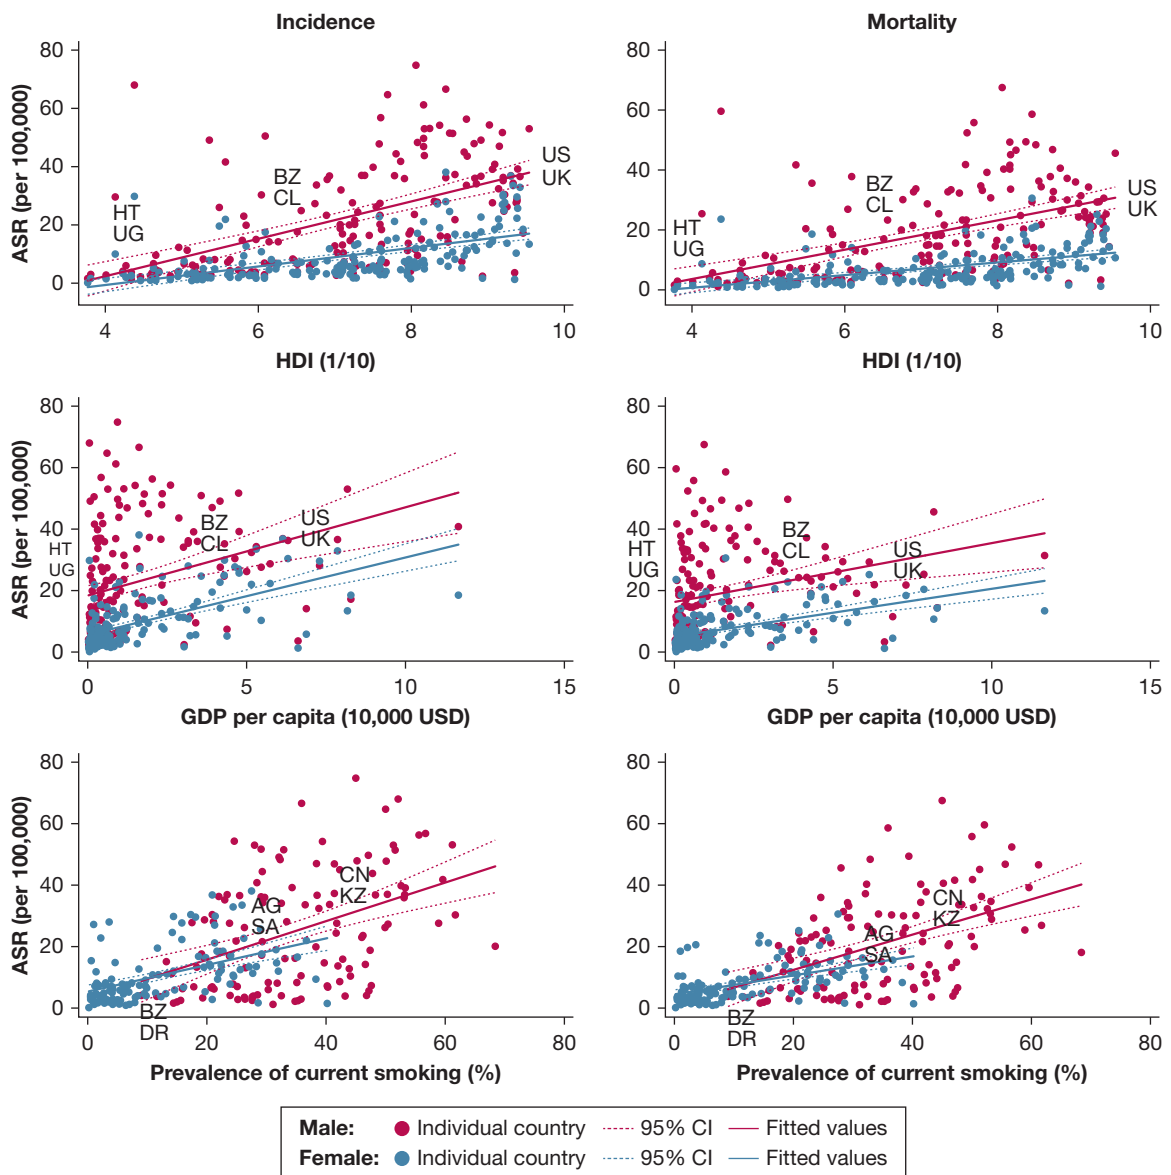 Incidence
Mortality
ASR (per 100,000)
80
60
40
20
0
HT
UG
BZ
CL
US
UK
4
6
8
10
HDI (1/10)
80
60
40
20
0
HT
UG
BZ
CL
US
UK
4
6
8
10
HDI (1/10)
ASR (per 100,000)
80
60
40
20
0
HT
UG
BZ
CL
US
UK
0
5
10
15
GDP per capita (10,000 USD)
80
60
40
20
0
HT
UG
BZ
CL
US
UK
0
5
10
15
GDP per capita (10,000 USD)
ASR (per 100,000)
80
60
40
20
0
BZ
DR
AG
SA
CN
KZ
0
20
40
60
80
Prevalence of current smoking (%)
80
60
40
20
0
BZ
DR
AG
SA
CN
KZ
0
20
40
60
80
Prevalence of current smoking (%)
Male: Individual country 95% CI Fitted values
Female: Individual country 95% CI Fitted values